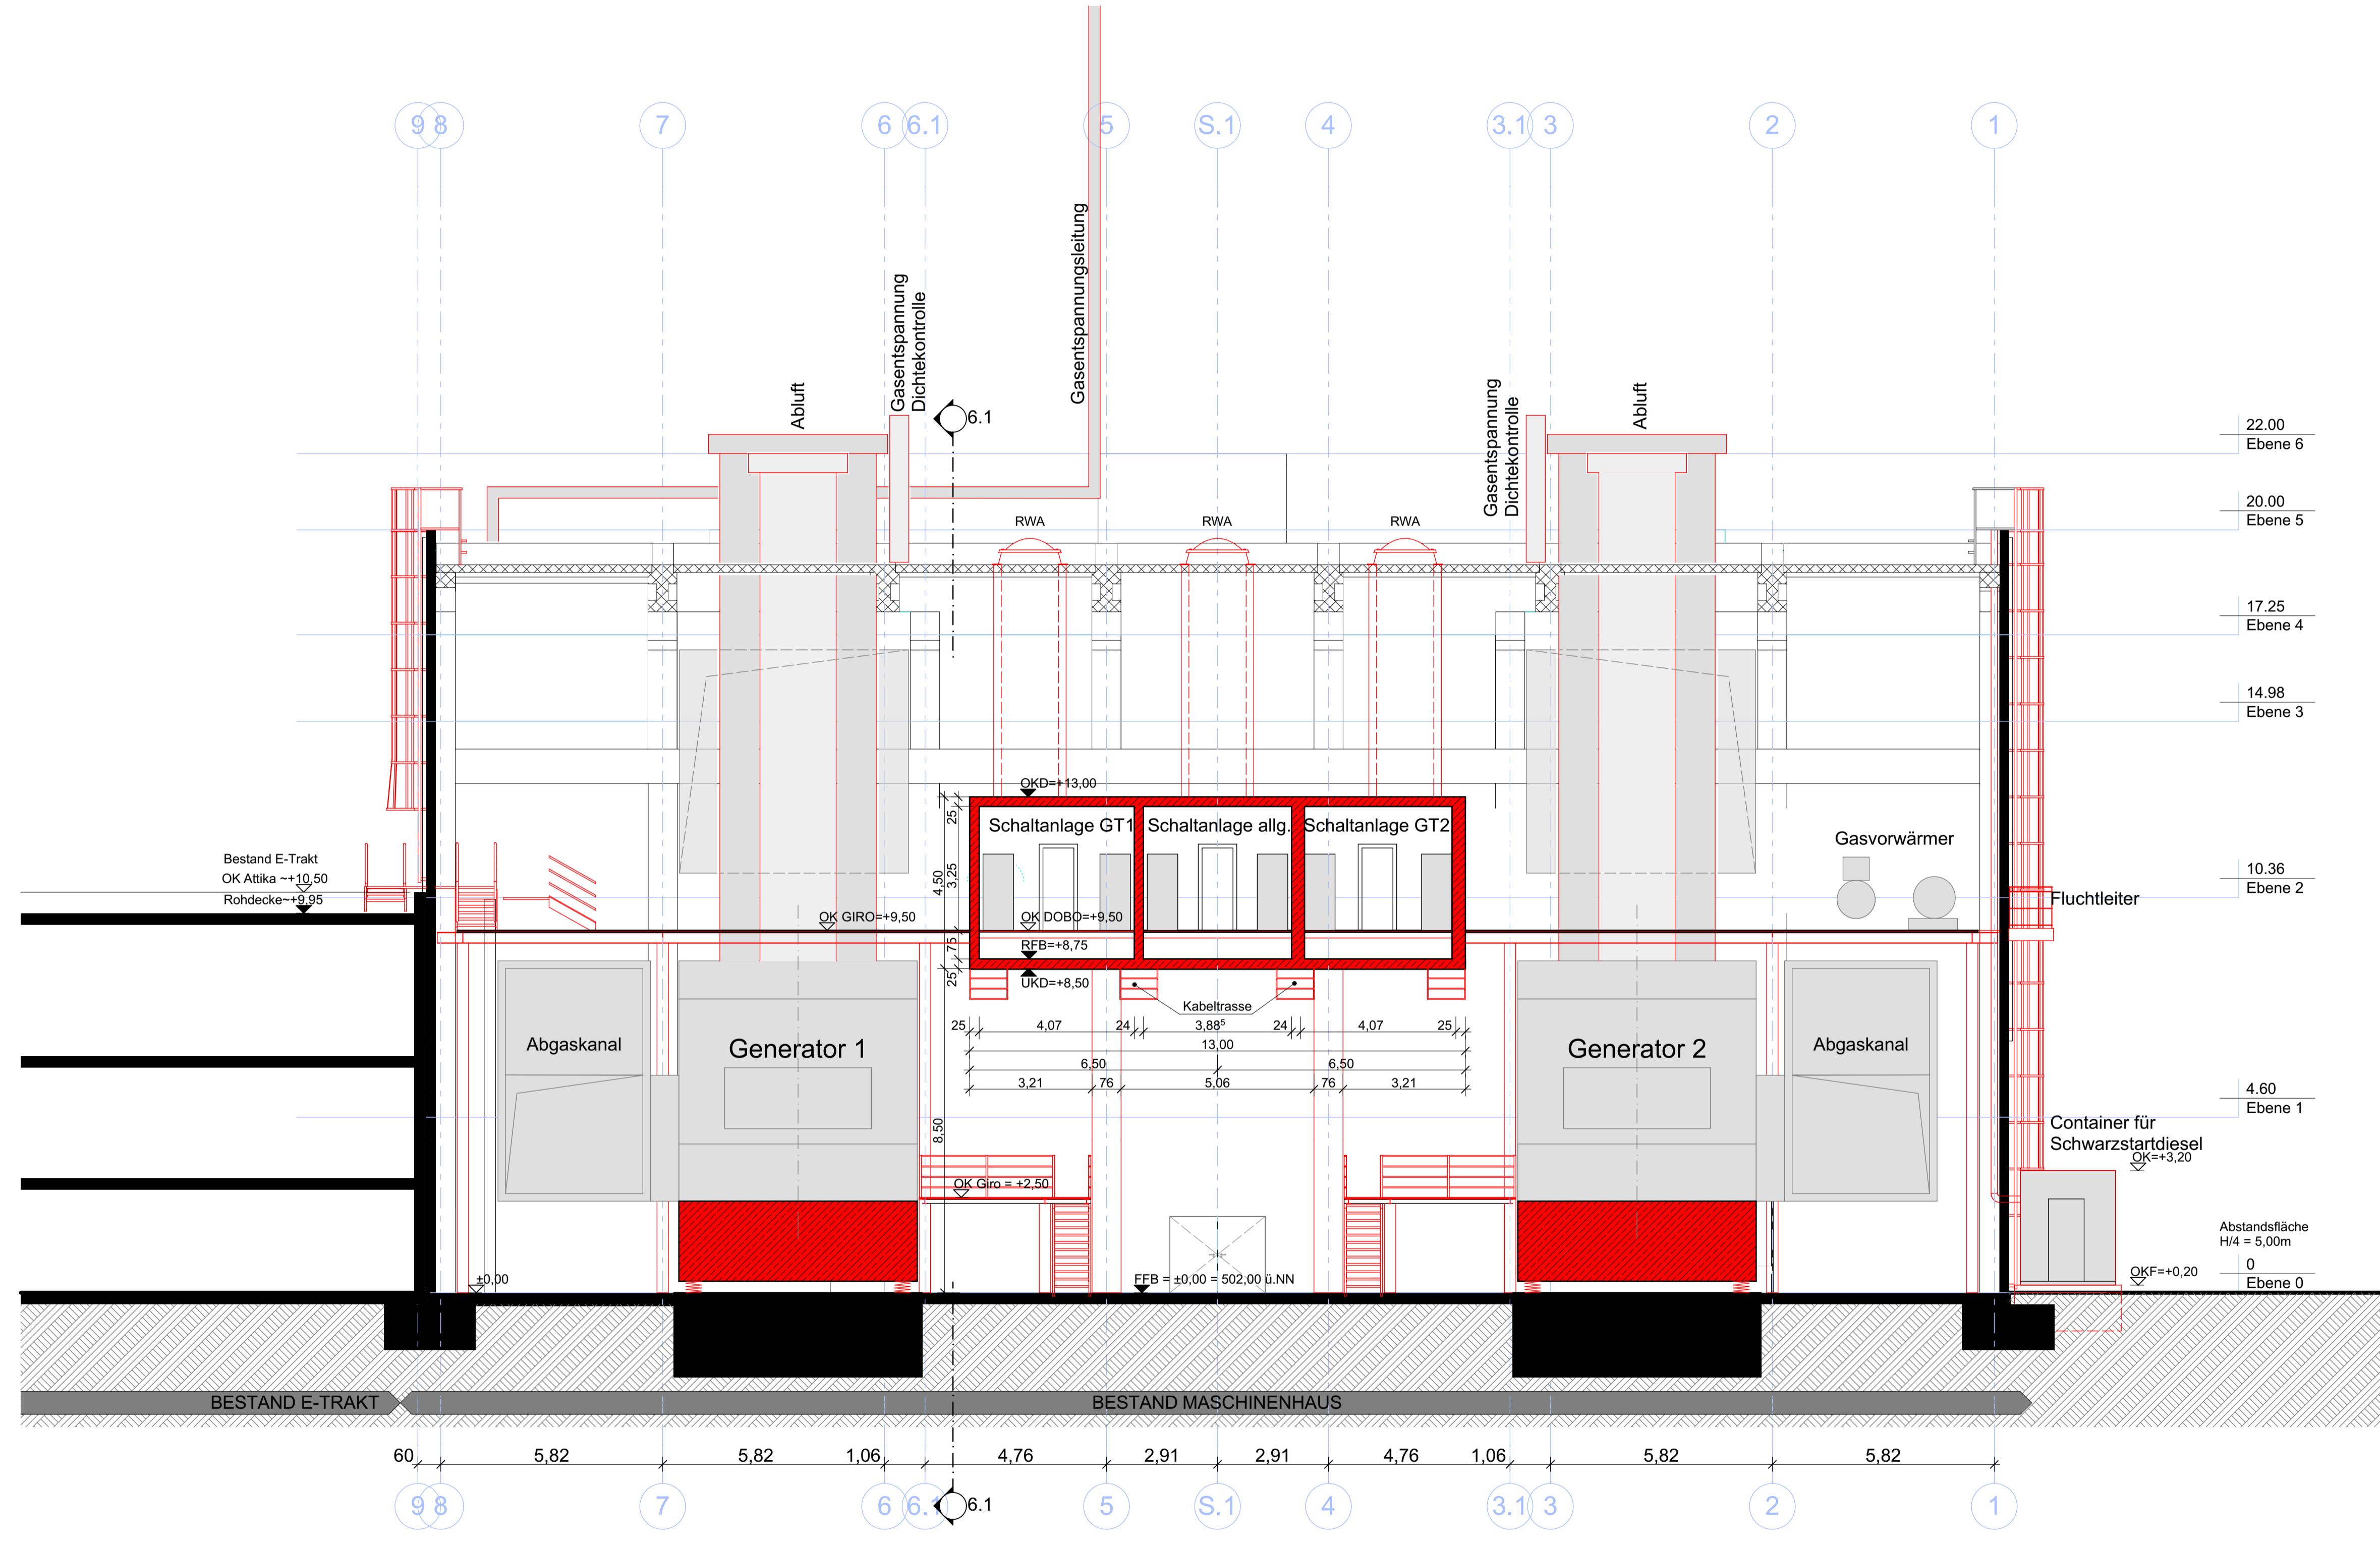 9 8 7 6 6.1 5 S.1 4 3.1 3 2 1
Gasentspannungsleitung
Gasentspannung
Dichtekontrolle
Abluft
6.1
Gasentspannung
Dichtekontrolle
Abluft
22.00
Ebene 6
20.00
Ebene 5
RWA RWA RWA
17.25
Ebene 4
14.98
Ebene 3
OKD=+13,00
25
3,25
4,50
75
25
8,50
Schaltanlage GT1 Schaltanlage allg. Schaltanlage GT2
Gasvorwärmer
Bestand E-Trakt
OK Attika ~+10,50
Rohdecke~+9,95
10.36
Ebene 2
Fluchtleiter
OK GIRO=+9,50
OK DOBO=+9,50
RFB=+8,75
UKD=+8,50
Kabeltrasse
25 4,07 24 3,88⁵ 24 4,07 25
13,00
6,50 6,50
3,21 76 5,06 76 3,21
Abgaskanal
Generator 1
Generator 2
Abgaskanal
4.60
Ebene 1
Container für
Schwarzstartdiesel
OK=+3,20
OK Giro = +2,50
Abstandsfläche
H/4 = 5,00m
0
Ebene 0
OKF=+0,20
±0,00
FFB = ±0,00 = 502,00 ü.NN
BESTAND E-TRAKT
BESTAND MASCHINENHAUS
60 5,82 5,82 1,06 4,76 2,91 2,91 4,76 1,06 5,82 5,82
9 8 7 6 6.1 6.1 5 S.1 4 3.1 3 2 1